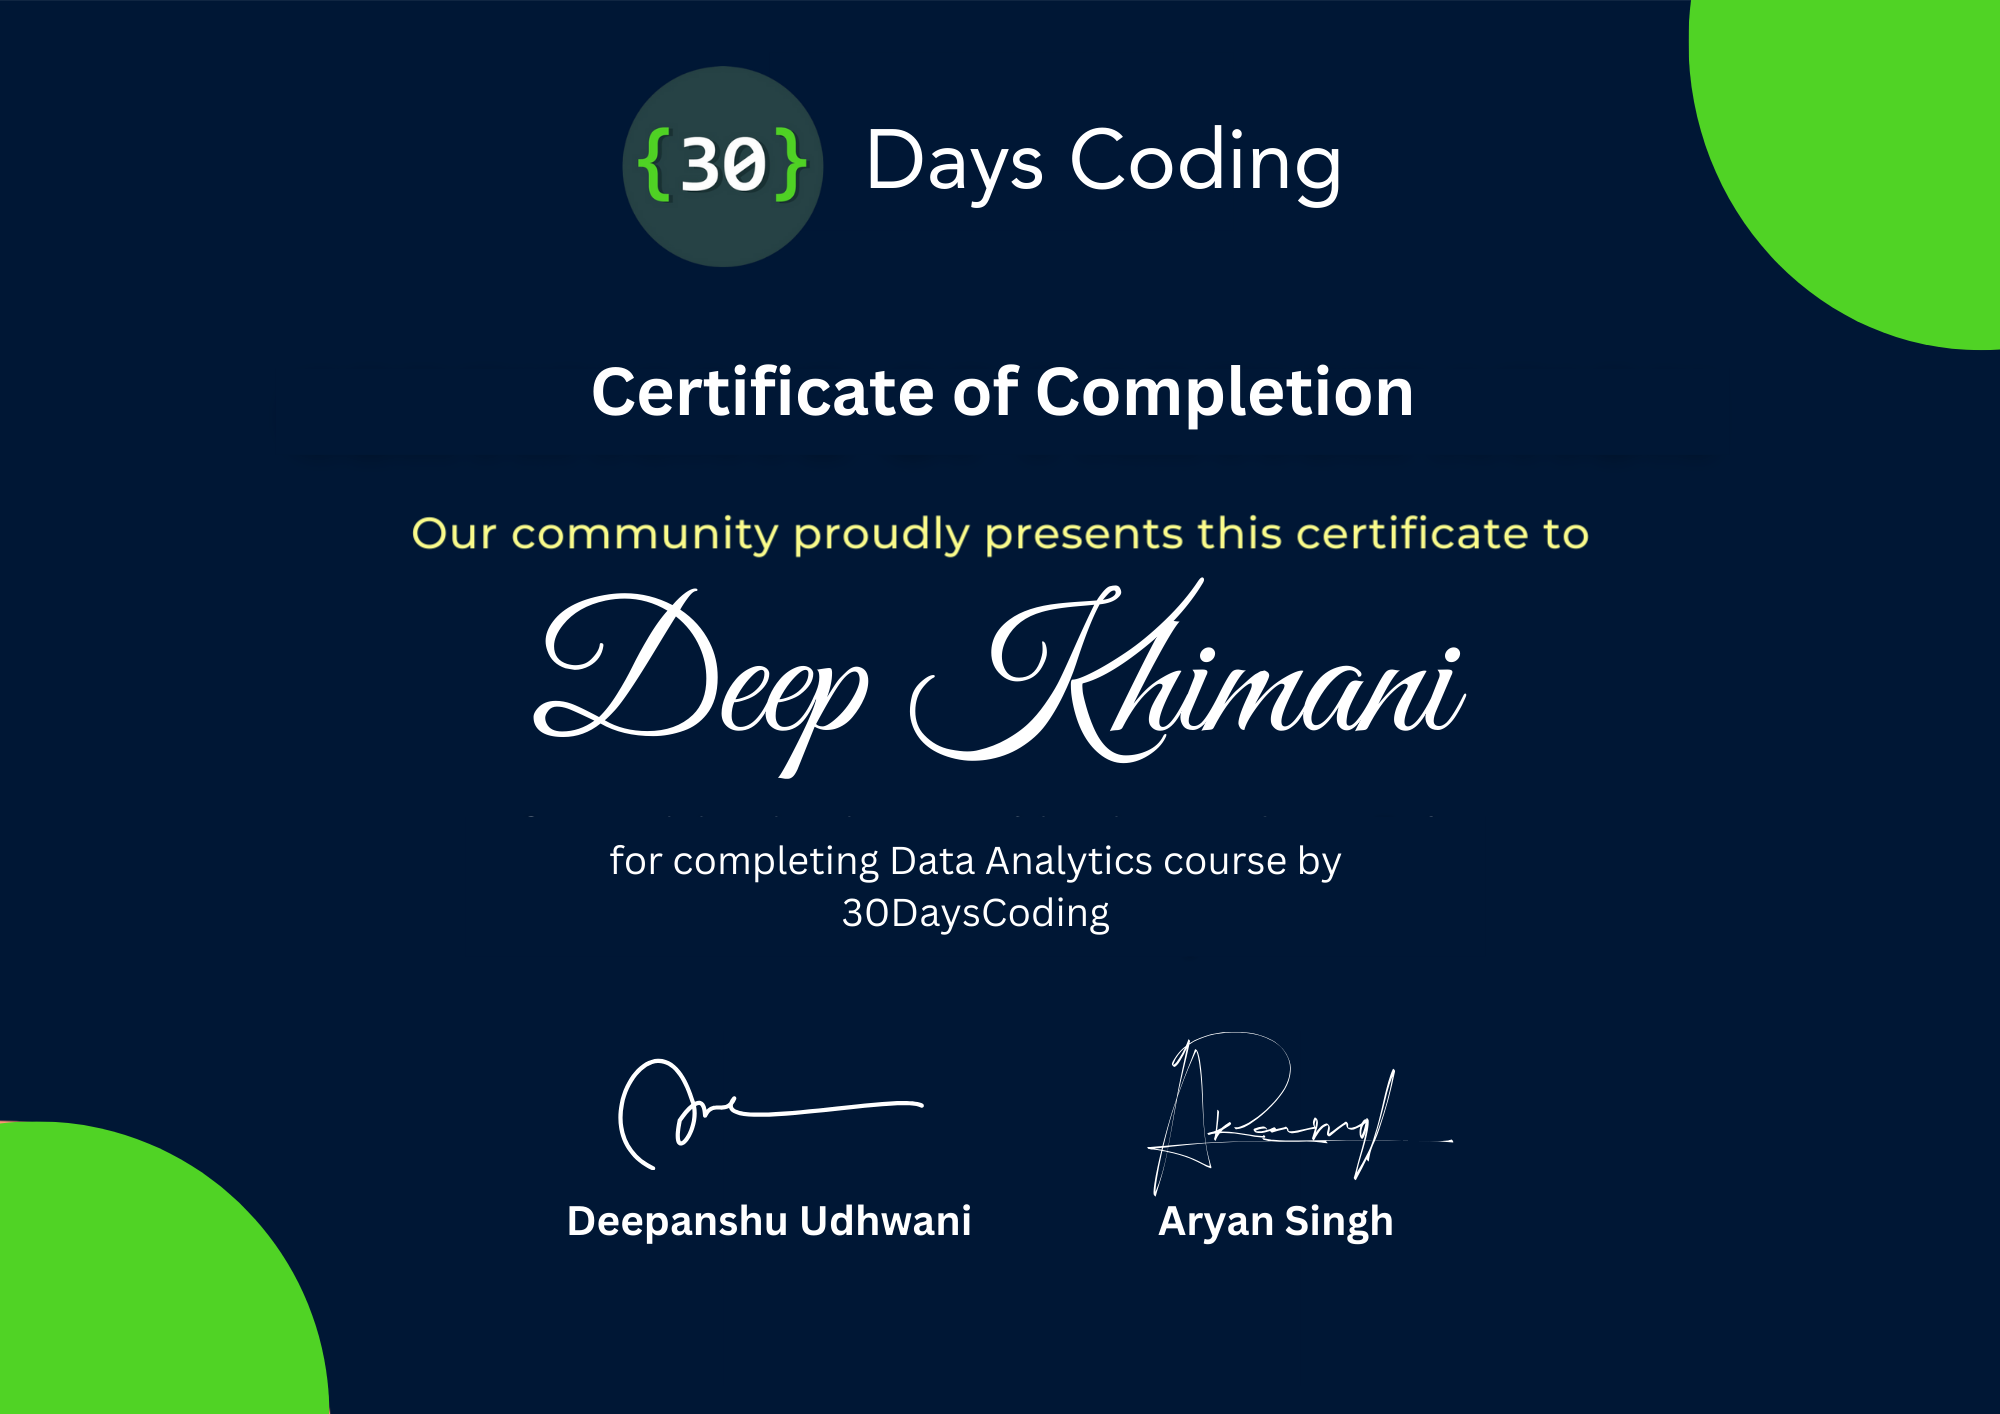 {30} Days Coding
Certificate of Completion
Our community proudly presents this certificate to
Deep Khimani
for completing Data Analytics course by
30DaysCoding
Deepanshu Udhwani
Aryan Singh